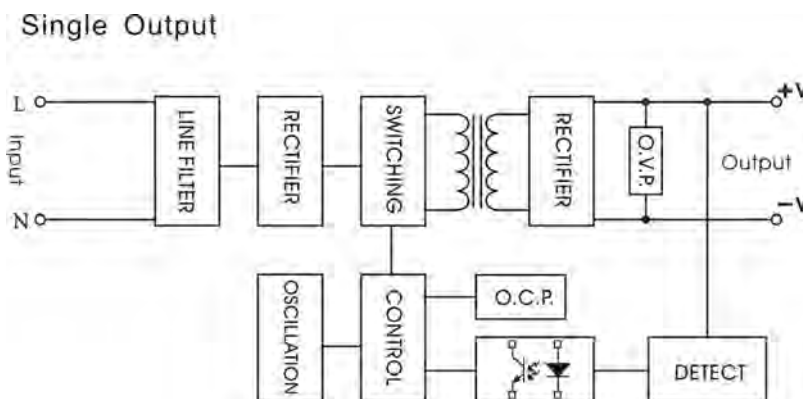 Single Output
L
Input
N
LINE FILTER
RECTIFIER
SWITCHING
RECTIFIER
O.V.P.
+V
Output
-V
OSCILLATION
CONTROL
O.C.P.
DETECT